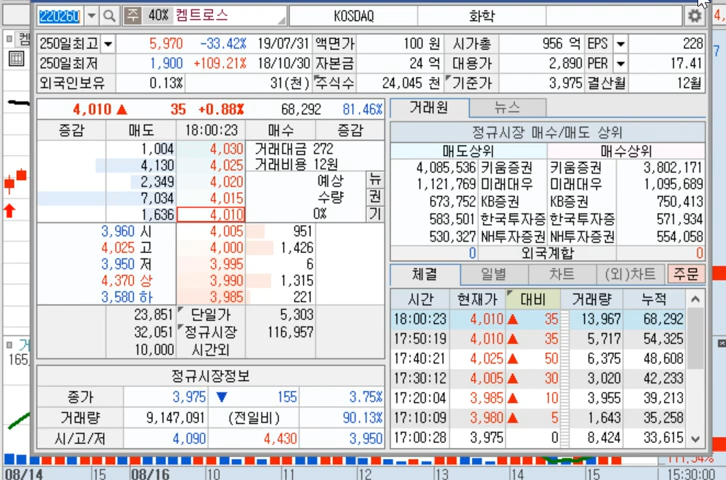 220260 주 40% 켐트로스 KOSDAQ 화학
250일최고 5,970 -33.42% 19/07/31 액면가 100 원 시가총 956 억 EPS 228
250일최저 1,900 +109.21% 18/10/30 자본금 24 억 대용가 2,890 PER 17.41
외국인보유 0.13% 31(천) 주식수 24,045 천 기준가 3,975 결산월 12월
4,010 ▲ 35 +0.88% 68,292 81.46%
증감 매도 18:00:23 매수 증감
1,004 4,030 거래대금 272
4,130 4,025 거래비용 12원
2,349 4,020 예상 뉴
7,034 4,015 수량 권
1,636 4,010 0% 기
3,960 시 4,005 951
4,025 고 4,000 1,426
3,950 저 3,995 6
4,370 상 3,990 1,315
3,580 하 3,985 221
23,851 단일가 5,303
32,051 정규시장 116,957
10,000 시간외
정규시장정보
종가 3,975 ▼ 155 3.75%
거래량 9,147,091 (전일비) 90.13%
시/고/저 4,090 4,430 3,950
거래원 뉴스
정규시장 매수/매도 상위
매도상위 매수상위
4,085,536 키움증권 키움증권 3,802,171
1,121,769 미래대우 미래대우 1,095,689
673,752 KB증권 KB증권 750,413
583,501 한국투자증 한국투자증 571,934
530,327 NH투자증권 NH투자증권 554,058
0 외국계합 0
체결 일별 차트 (외)차트 주문
시간 현재가 대비 거래량 누적
18:00:23 4,010 ▲ 35 13,967 68,292
17:50:19 4,010 ▲ 35 5,717 54,325
17:40:21 4,025 ▲ 50 6,375 48,608
17:30:12 4,005 ▲ 30 3,020 42,233
17:20:04 3,985 ▲ 10 3,955 39,213
17:10:09 3,980 ▲ 5 1,643 35,258
17:00:28 3,975 0 8,424 33,615
08/14 15 08/16 10 11 12 13 14 15 15:30:00